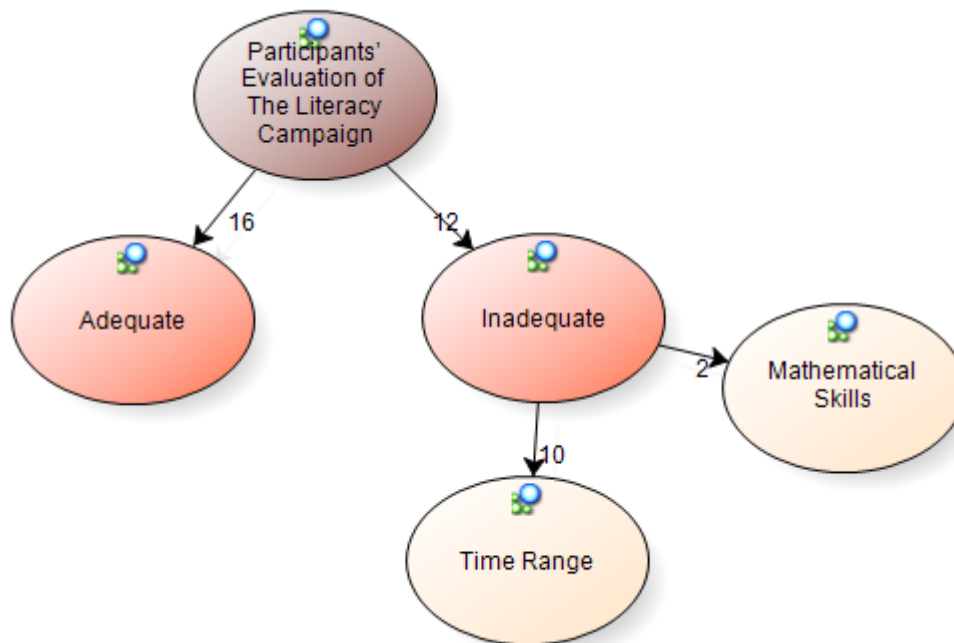 Participants'
Evaluation of
The Literacy
Campaign
16
12
Adequate
Inadequate
2
Mathematical
Skills
10
Time Range